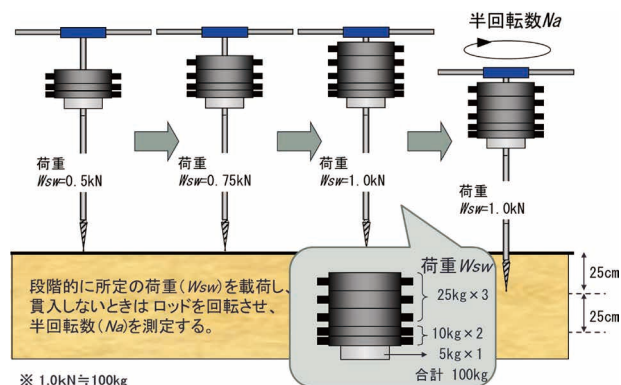 半回転数Na
荷重
Wsw=0.5kN
荷重
Wsw=0.75kN
荷重
Wsw=1.0kN
荷重
Wsw=1.0kN
段階的に所定の荷重(Wsw)を載荷し、
貫入しないときは ロッドを回転させ、
半回転数(Na)を測定する。
荷重Wsw
25kg×3
10kg×2
5kg×1
合計 100kg
25cm
25cm
※ 1.0kN≒100kg